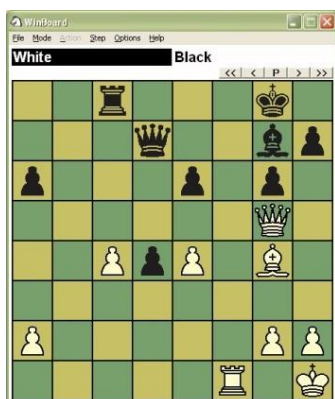 WinBoard
File Mode Action Step Options Help
White Black
<< < P > >>